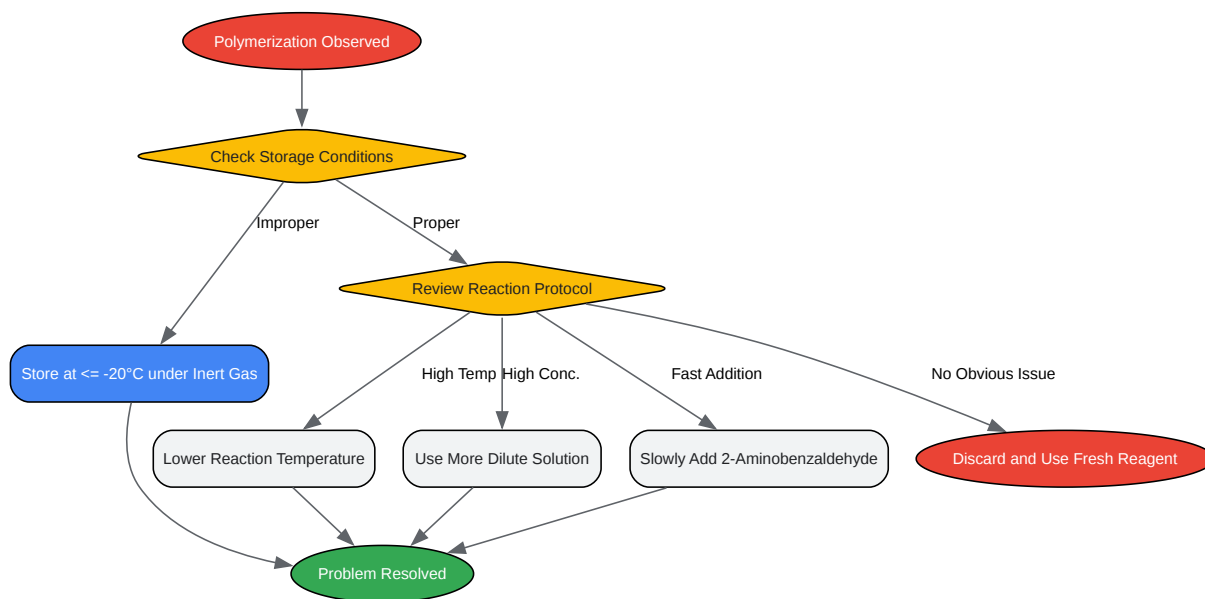 Polymerization Observed
Check Storage Conditions
Improper
Proper
Review Reaction Protocol
Store at <= -20°C under Inert Gas
High Temp
High Conc.
Fast Addition
No Obvious Issue
Lower Reaction Temperature
Use More Dilute Solution
Slowly Add 2-Aminobenzaldehyde
Discard and Use Fresh Reagent
Problem Resolved